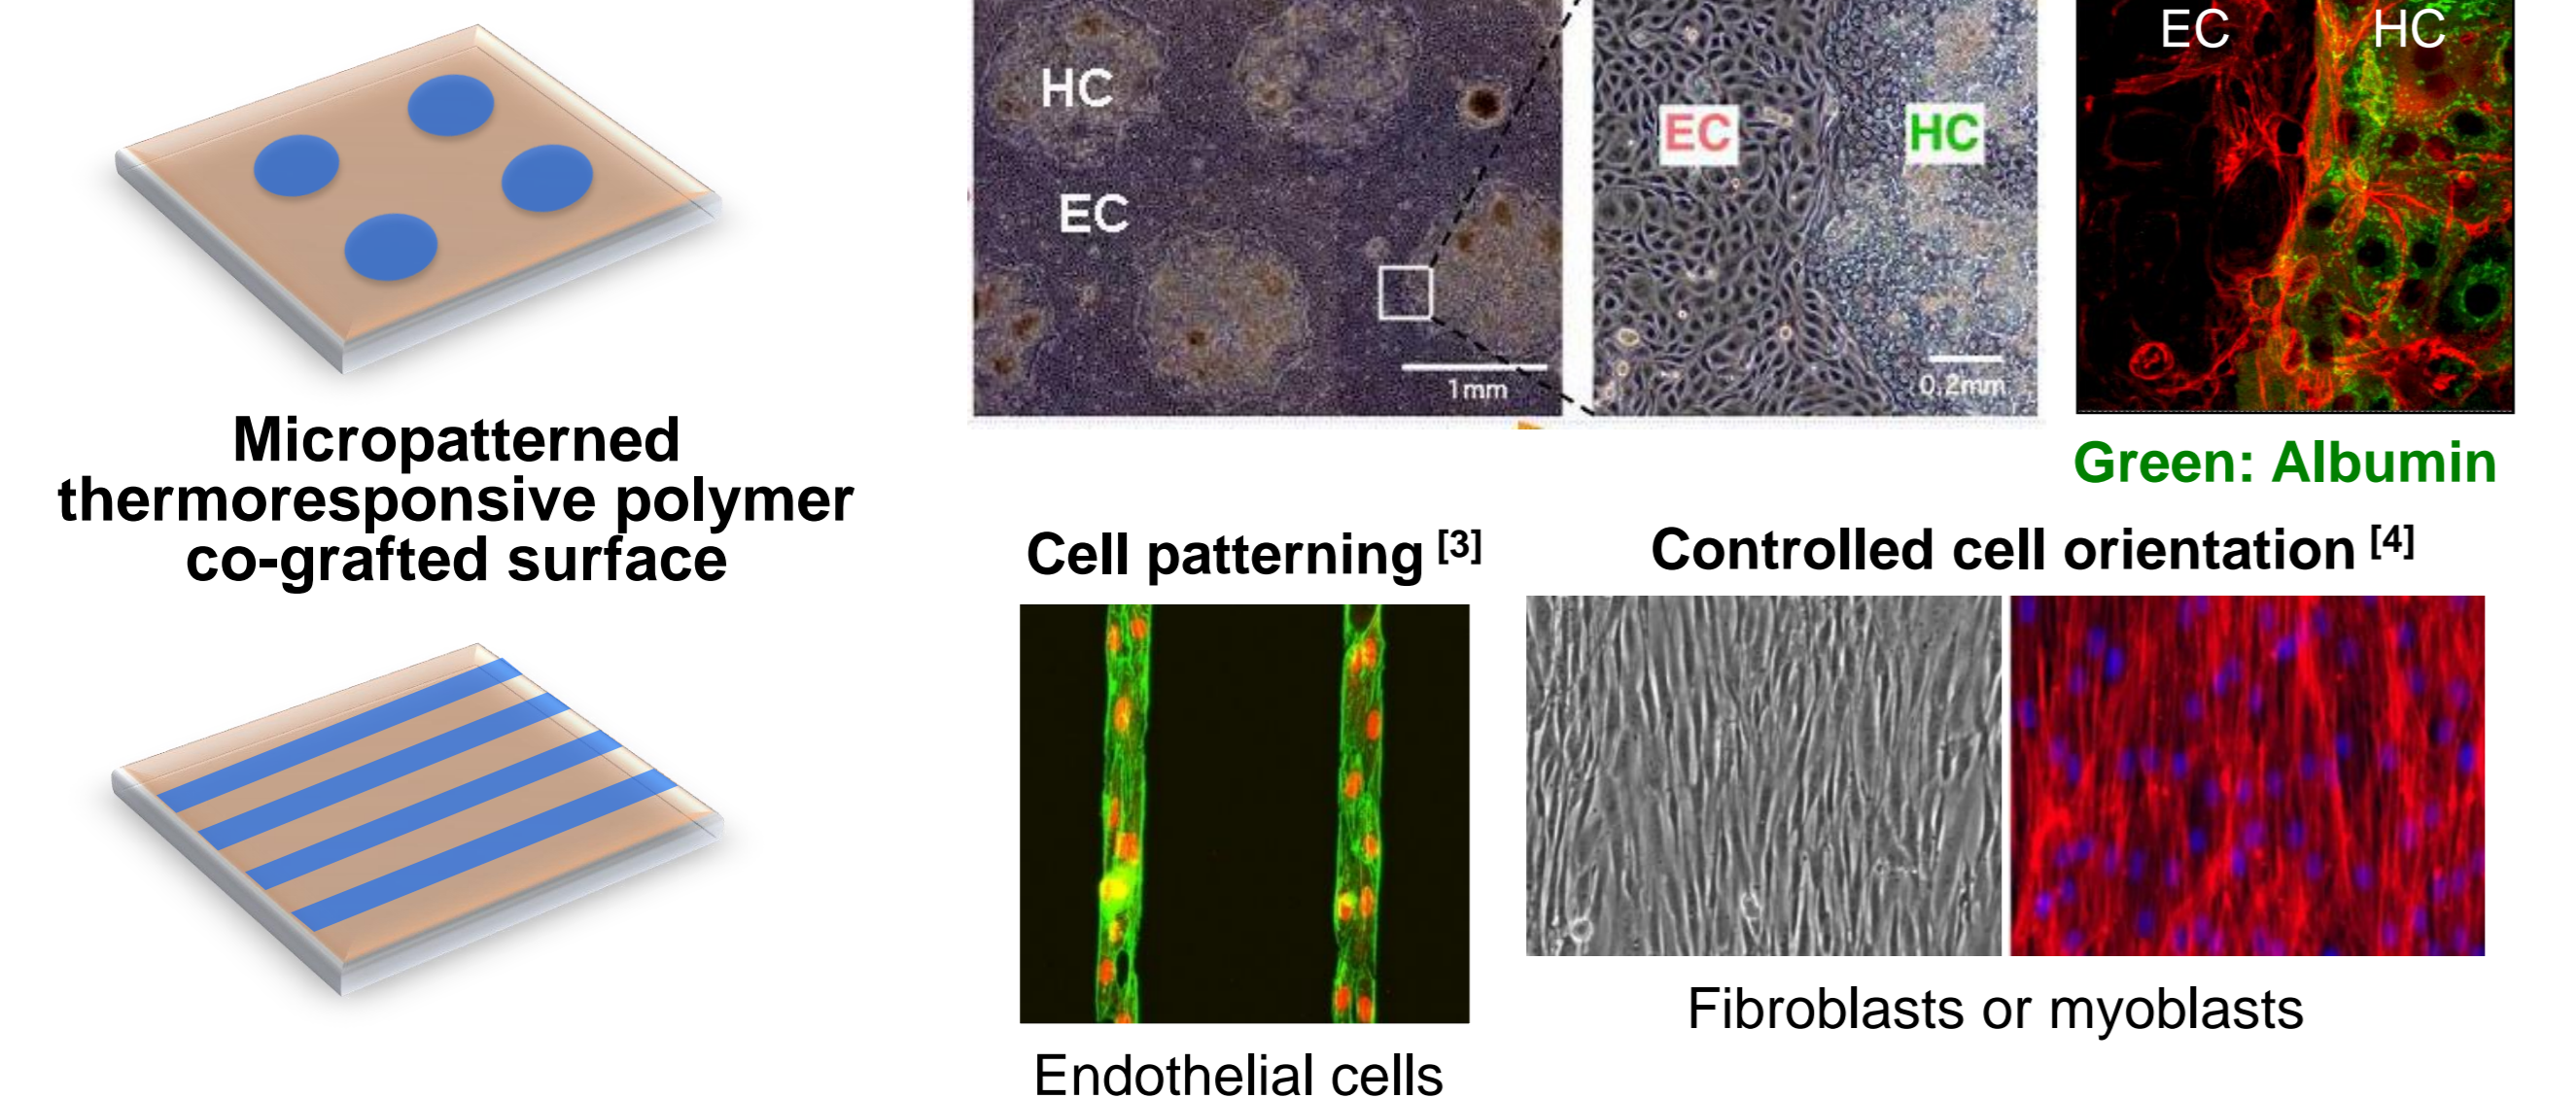 HC
EC
1mm
EC
HC
0.2mm
EC
HC
Green: Albumin
Micropatterned
thermoresponsive polymer
co-grafted surface
Cell patterning [3]
Endothelial cells
Controlled cell orientation [4]
Fibroblasts or myoblasts